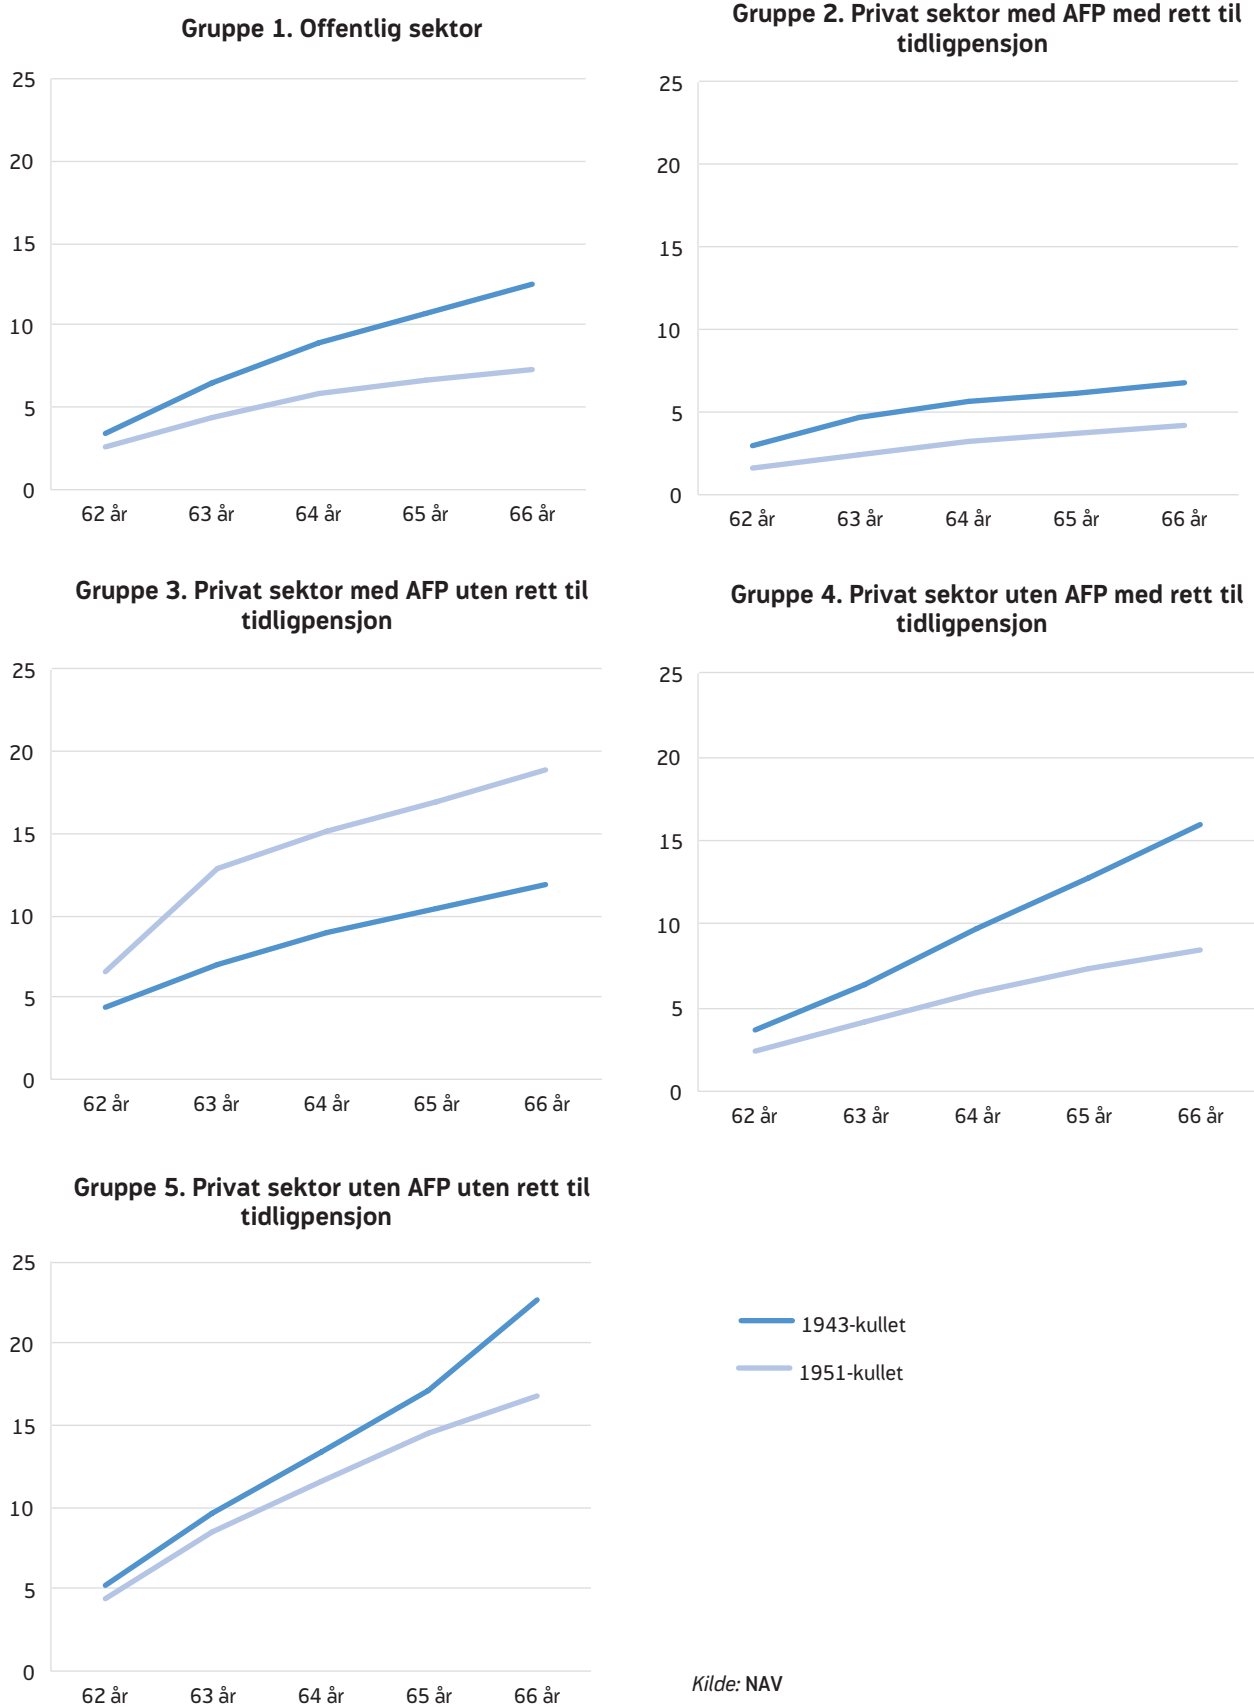 Gruppe 1. Offentlig sektor
25
20
15
10
5
0
62 år 63 år 64 år 65 år 66 år
Gruppe 2. Privat sektor med AFP med rett til
tidligpensjon
25
20
15
10
5
0
62 år 63 år 64 år 65 år 66 år
Gruppe 3. Privat sektor med AFP uten rett til
tidligpensjon
25
20
15
10
5
0
62 år 63 år 64 år 65 år 66 år
Gruppe 4. Privat sektor uten AFP med rett til
tidligpensjon
25
20
15
10
5
0
62 år 63 år 64 år 65 år 66 år
Gruppe 5. Privat sektor uten AFP uten rett til
tidligpensjon
25
20
15
10
5
0
62 år 63 år 64 år 65 år 66 år
1943-kullet
1951-kullet
Kilde: NAV